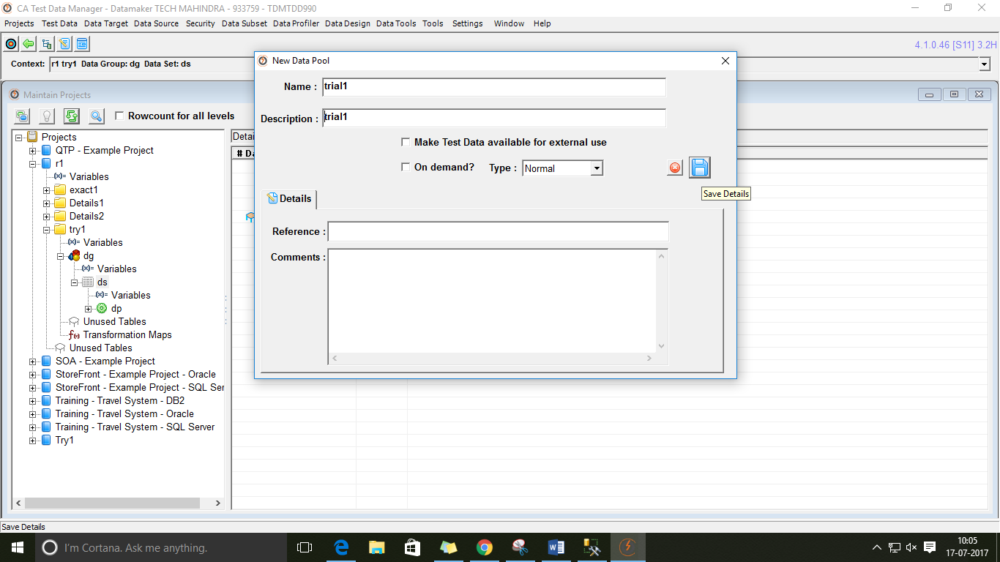 CA Test Data Manager - Datamaker TECH MAHINDRA - 933759 - TDMTDD990
Projects Test Data Data Target Data Source Security Data Subset Data Profiler Data Design Data Tools Tools Settings Window Help
4.1.0.46 [S11] 3.2H
Context: r1 try1 Data Group: dg Data Set: ds
New Data Pool
Name : trial1
Description : trial1
Make Test Data available for external use
On demand? Type : Normal
Save Details
Details
Reference :
Comments :
Maintain Projects
Rowcount for all levels
Projects
QTP - Example Project
r1
(x)= Variables
exact1
Details1
Details2
try1
(x)= Variables
dg
(x)= Variables
ds
(x)= Variables
dp
Unused Tables
f(x) Transformation Maps
Unused Tables
SOA - Example Project
StoreFront - Example Project - Oracle
StoreFront - Example Project - SQL Ser
Training - Travel System - DB2
Training - Travel System - Oracle
Training - Travel System - SQL Server
Try1
Detai
# Da
Save Details
I'm Cortana. Ask me anything.
10:05
17-07-2017